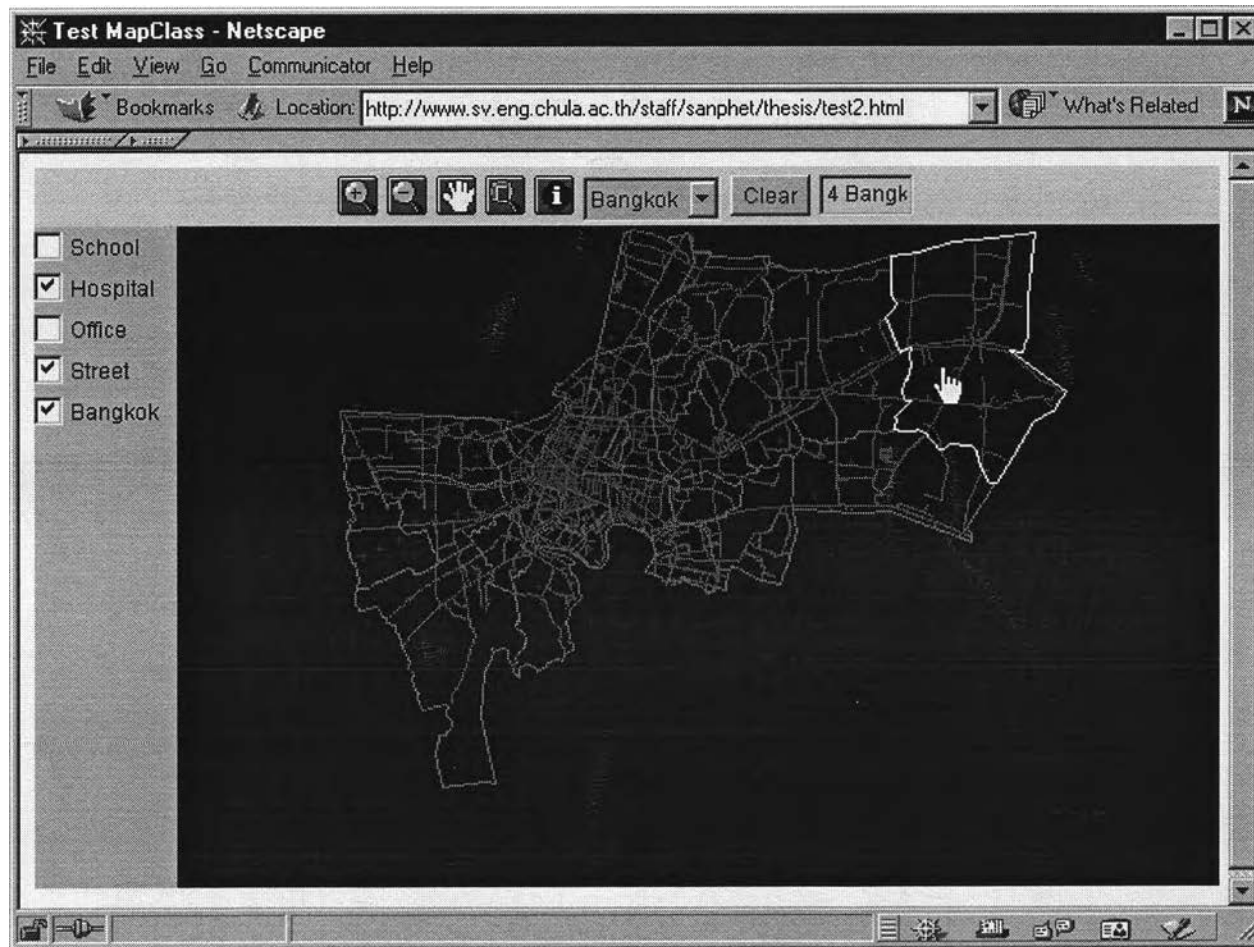 Test MapClass - Netscape
File Edit View Go Communicator Help
Bookmarks Location: http://www.sv.eng.chula.ac.th/staff/sanphet/thesis/test2.html What's Related N
Bangkok Clear 4 Bangk
School
Hospital
Office
Street
Bangkok